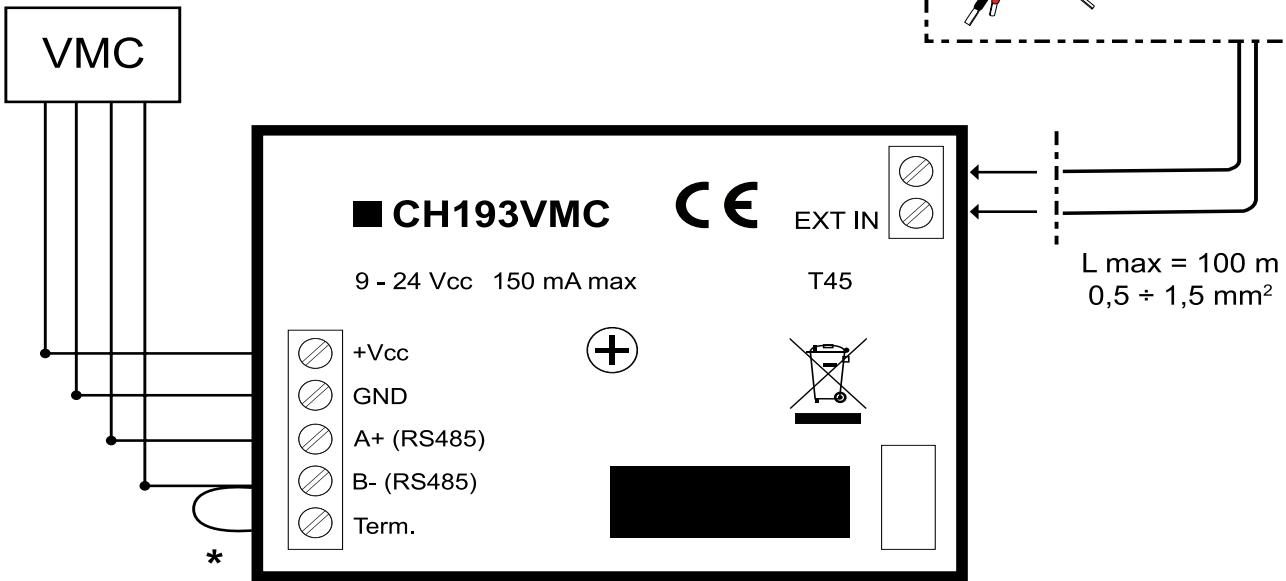 VMC
CH193VMC CE EXT IN
9 - 24 Vcc 150 mA max T45
L max = 100 m
0,5 ÷ 1,5 mm²
+Vcc
GND
A+ (RS485)
B- (RS485)
Term.
*